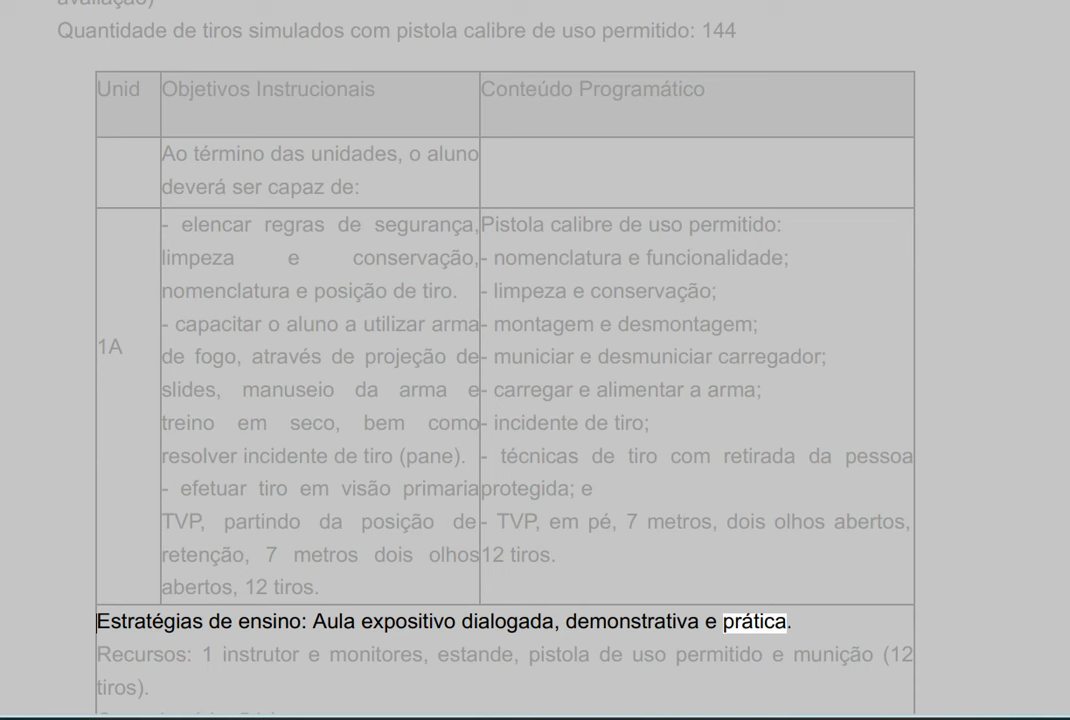 avaliação)
Quantidade de tiros simulados com pistola calibre de uso permitido: 144
Unid
Objetivos Instrucionais
Conteúdo Programático
Ao término das unidades, o aluno
deverá ser capaz de:
1A
- elencar regras de segurança,
limpeza e conservação,
nomenclatura e posição de tiro.
- capacitar o aluno a utilizar arma
de fogo, através de projeção de
slides, manuseio da arma e
treino em seco, bem como
resolver incidente de tiro (pane).
- efetuar tiro em visão primaria
TVP, partindo da posição de
retenção, 7 metros dois olhos
abertos, 12 tiros.
Pistola calibre de uso permitido:
- nomenclatura e funcionalidade;
- limpeza e conservação;
- montagem e desmontagem;
- municiar e desmuniciar carregador;
- carregar e alimentar a arma;
- incidente de tiro;
- técnicas de tiro com retirada da pessoa
protegida; e
- TVP, em pé, 7 metros, dois olhos abertos,
12 tiros.
Estratégias de ensino: Aula expositivo dialogada, demonstrativa e prática.
Recursos: 1 instrutor e monitores, estande, pistola de uso permitido e munição (12
tiros).